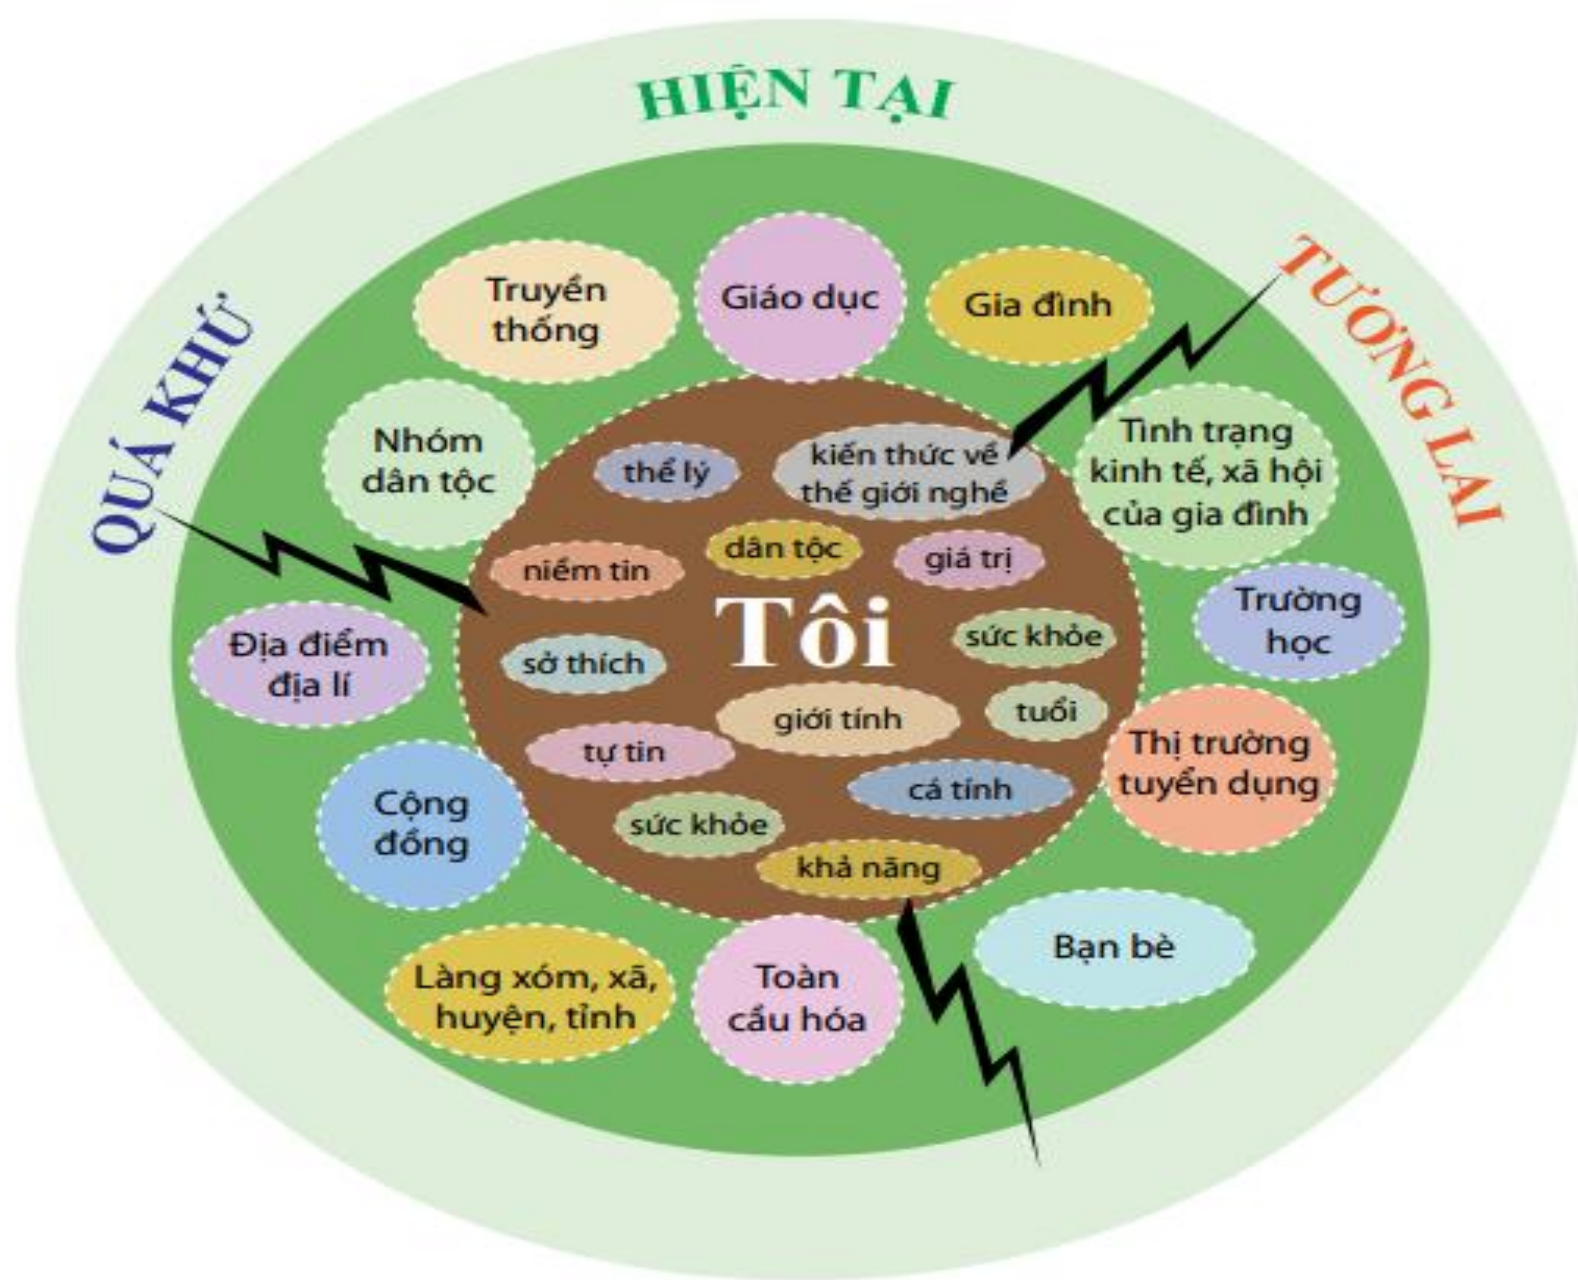 HIỆN TẠI
QUÁ KHỨ
TƯƠNG LAI
Truyền
thống
Giáo dục
Gia đình
Nhóm
dân tộc
Tình trạng
kinh tế, xã hội
của gia đình
thể lý
kiến thức về
thế giới nghề
niềm tin
dân tộc
giá trị
Tôi
Địa điểm
địa lí
sở thích
sức khỏe
Trường
học
giới tính
tuổi
tự tin
Thị trường
tuyển dụng
cá tính
Cộng
đồng
sức khỏe
khả năng
Làng xóm, xã,
huyện, tỉnh
Toàn
cầu hóa
Bạn bè